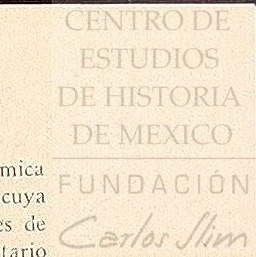 CENTRO DE
ESTUDIOS
DE HISTORIA
DE MEXICO
FUNDACIÓN
Carlos Slim
mica
cuya
es de
tario